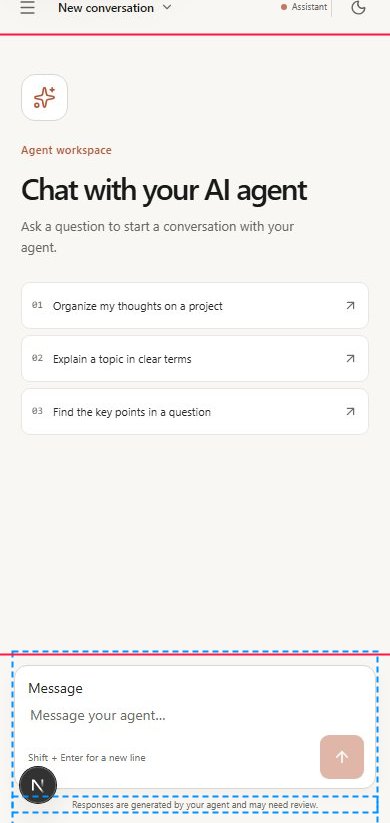 New conversation
Assistant
Agent workspace
Chat with your AI agent
Ask a question to start a conversation with your
agent.
01 Organize my thoughts on a project
02 Explain a topic in clear terms
03 Find the key points in a question
Message
Message your agent...
Shift + Enter for a new line
N
Responses are generated by your agent and may need review.